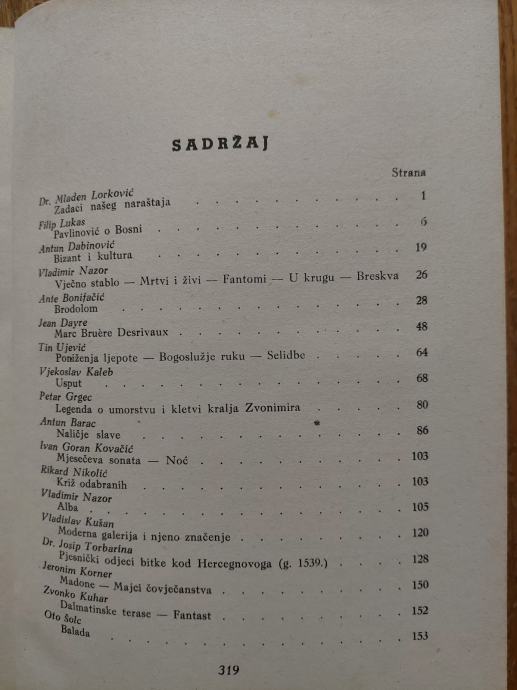 SADRŽAJ
Strana
Dr. Mladen Lorković
Zadaci našeg naraštaja . . . . . . . . . 1
Filip Lukas
Pavlinović o Bosni . . . . . . . . . . 6
Antun Dabinović
Bizant i kultura . . . . . . . . . . 19
Vladimir Nazor
Vječno stablo — Mrtvi i živi — Fantomi — U krugu — Breskva 26
Ante Bonifačić
Brodolom . . . . . . . . . . . . 28
Jean Dayre
Marc Bruère Desrivaux . . . . . . . . . 48
Tin Ujević
Poniženja ljepote — Bogoslužje ruku — Selidbe . . . . 64
Vjekoslav Kaleb
Usput . . . . . . . . . . . . 68
Petar Grgec
Legenda o umorstvu i kletvi kralja Zvonimira . . . . 80
Antun Barac
Naličje slave . . . . . . . . . . 86
Ivan Goran Kovačić
Mjesečeva sonata — Noć . . . . . . . . 103
Rikard Nikolić
Križ odabranih . . . . . . . . . . 103
Vladimir Nazor
Alba . . . . . . . . . . . . 105
Vladislav Kušan
Moderna galerija i njeno značenje . . . . . . 120
Dr. Josip Torbarina
Pjesnički odjeci bitke kod Hercegnovoga (g. 1539.) . . . 128
Jeronim Korner
Madone — Majci čovječanstva . . . . . . . 150
Zvonko Kuhar
Dalmatinske terase — Fantast . . . . . . . 152
Oto Šolc
Balada . . . . . . . . . . . . 153
319